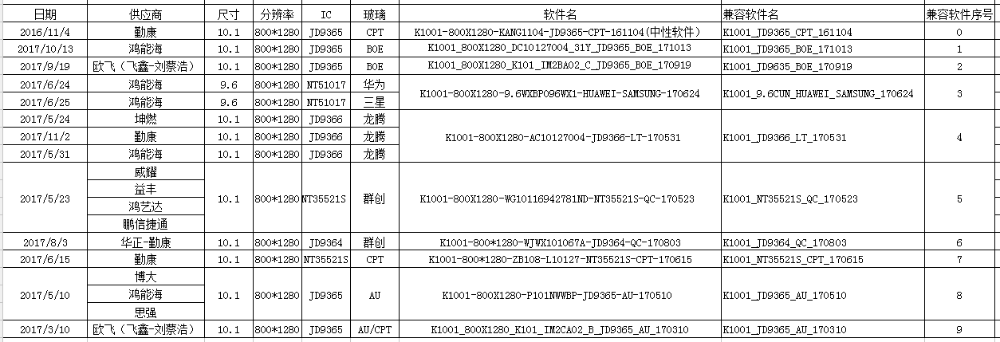 日期 供应商 尺寸 分辨率 IC 玻璃 软件名 兼容软件名 兼容软件序号
2016/11/4 勤康 10.1 800*1280 JD9365 CPT K1001-800X1280-KANG1104-JD9365-CPT-161104(中性软件） K1001_JD9365_CPT_161104 0
2017/10/13 鸿能海 10.1 800*1280 JD9365 BOE K1001_800X1280_DC10127004_31Y_JD9365_BOE_171013 K1001_JD9365_BOE_171013 1
2017/9/19 欧飞（飞鑫-刘蔡浩） 10.1 800*1280 JD9365 BOE K1001_800X1280_K101_IM2BA02_C_JD9365_BOE_170919 K1001_JD9635_BOE_170919 2
2017/6/24 鸿能海 9.6 800*1280 NT51017 华为 K1001-800X1280-9.6WXBP096WX1-HUAWEI-SAMSUNG-170624 K1001_9.6CUN_HUAWEI_SAMSUNG_170624 3
2017/6/25 鸿能海 9.6 800*1280 NT51017 三星
2017/5/24 坤燃 10.1 800*1280 JD9366 龙腾
2017/11/2 勤康 10.1 800*1280 JD9366 龙腾 K1001-800X1280-AC10127004-JD9366-LT-170531 K1001_JD9366_LT_170531 4
2017/5/31 鸿能海 10.1 800*1280 JD9366 龙腾
威耀
益丰
2017/5/23 10.1 800*1280 NT35521S 群创 K1001-800X1280-WG10116942781ND-NT35521S-QC-170523 K1001_NT35521S_QC_170523 5
鸿艺达
鹏信捷通
2017/8/3 华正-勤康 10.1 800*1280 JD9364 群创 K1001-800*1280-WJWX101067A-JD9364-QC-170803 K1001_JD9364_QC_170803 6
2017/6/15 勤康 10.1 800*1280 NT35521S CPT K1001-800*1280-ZB108-L10127-NT35521S-CPT-170615 K1001_NT35521S_CPT_170615 7
博大
2017/5/10 鸿能海 10.1 800*1280 JD9365 AU K1001-800X1280-P101NWWBP-JD9365-AU-170510 K1001_JD9365_AU_170510 8
思强
2017/3/10 欧飞（飞鑫-刘蔡浩） 10.1 800*1280 JD9365 AU/CPT K1001_800X1280_K101_IM2CA02_B_JD9365_AU_170310 K1001_JD9365_AU_170310 9